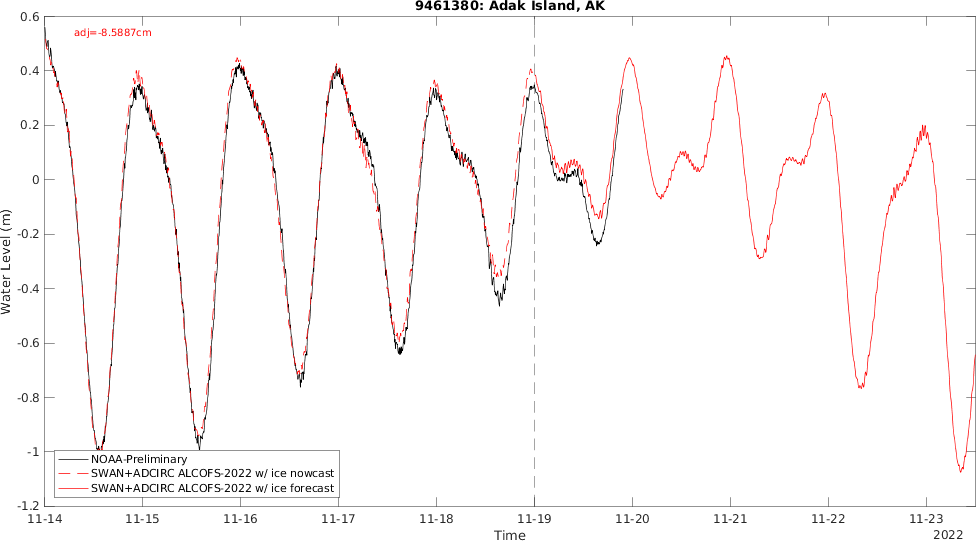 9461380: Adak Island, AK
adj=-8.5887cm
0.6
0.4
0.2
0
-0.2
-0.4
-0.6
-0.8
-1
-1.2
Water Level (m)
NOAA-Preliminary
SWAN+ADCIRC ALCOFS-2022 w/ ice nowcast
SWAN+ADCIRC ALCOFS-2022 w/ ice forecast
11-14 11-15 11-16 11-17 11-18 11-19 11-20 11-21 11-22 11-23
Time
2022